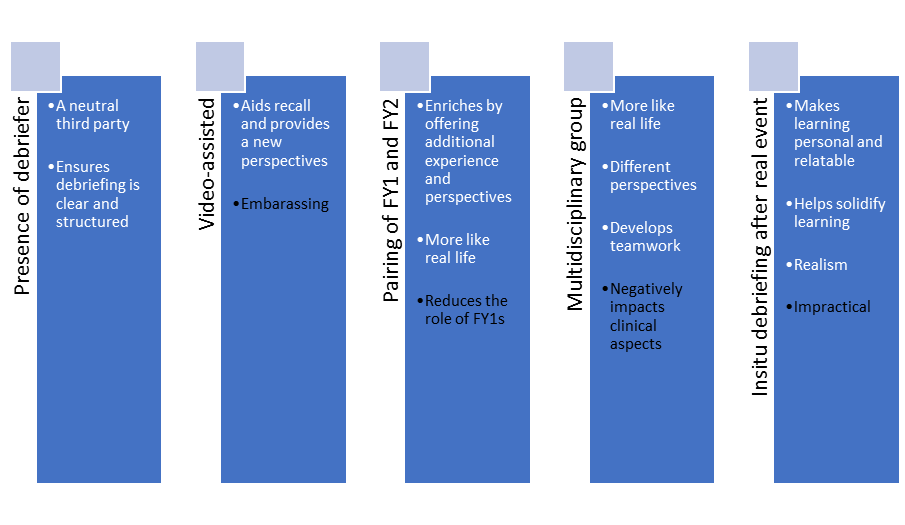 Presence of debriefer
•A neutral
third party
•Ensures
debriefing is
clear and
structured
Video-assisted
•Aids recall
and provides
a new
perspectives
•Embarassing
Pairing of FY1 and FY2
•Enriches by
offering
additional
experience
and
perspectives
•More like
real life
•Reduces the
role of FY1s
Multidisciplinary group
•More like
real life
•Different
perspectives
•Develops
teamwork
•Negatively
impacts
clinical
aspects
Insitu debriefing after real event
•Makes
learning
personal and
relatable
•Helps solidify
learning
•Realism
•Impractical